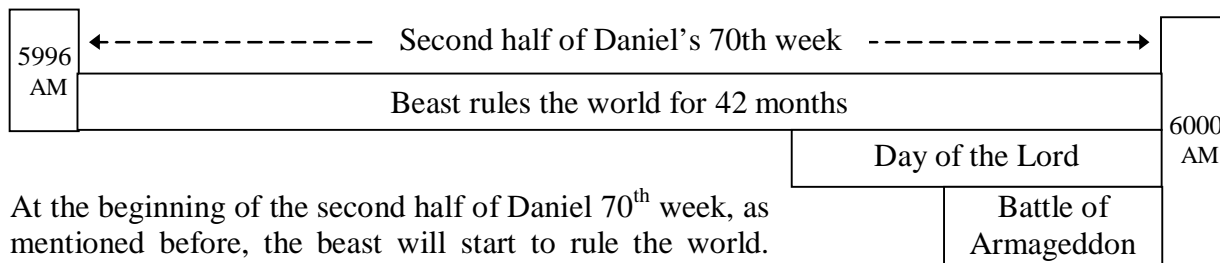 5996
AM
Second half of Daniel’s 70th week
Beast rules the world for 42 months
6000
AM
Day of the Lord
Battle of
Armageddon
At the beginning of the second half of Daniel 70th week, as
mentioned before, the beast will start to rule the world.